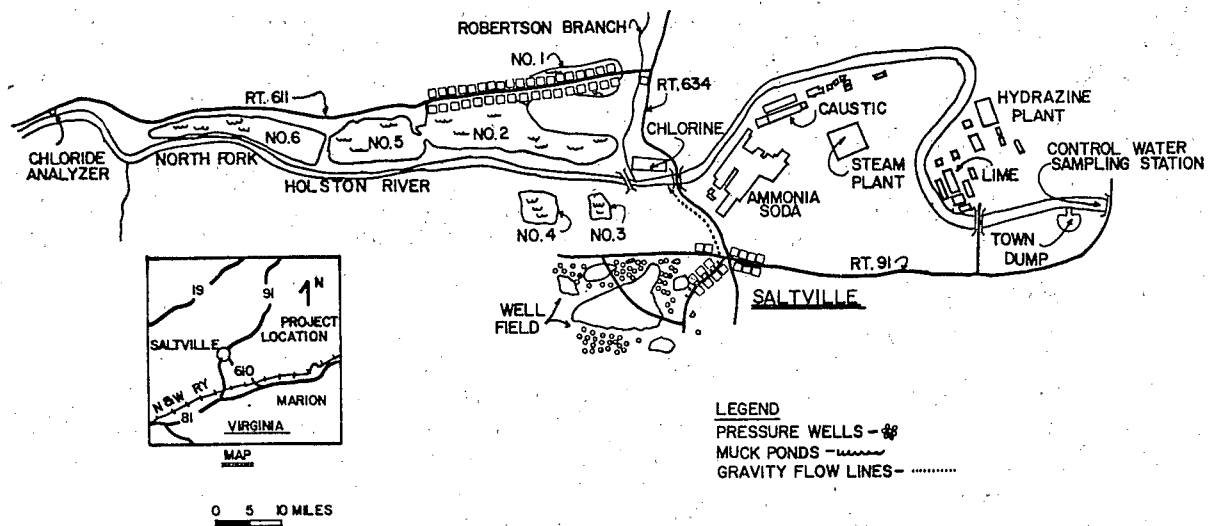 ROBERTSON BRANCH
NO. 1
RT. 611
RT. 634
CHLORINE
CAUSTIC
HYDRAZINE
PLANT
CONTROL WATER
SAMPLING STATION
STEAM
PLANT
LIME
AMMONIA
SODA
TOWN
DUMP
NO.6
NO.5
NO.2
CHLORIDE
ANALYZER
NORTH FORK
HOLSTON RIVER
NO.4
NO.3
RT. 91
SALTVILLE
WELL
FIELD
19
91
N
PROJECT
LOCATION
SALTVILLE
610
N&W RY
MARION
81
VIRGINIA
MAP
0 5 10 MILES
LEGEND
PRESSURE WELLS -
MUCK PONDS -
GRAVITY FLOW LINES -